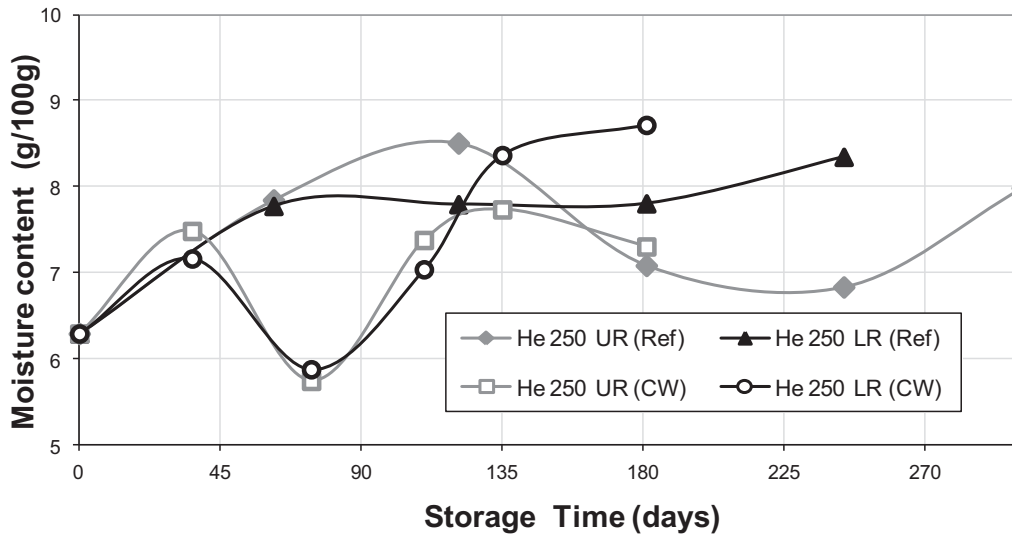 10
9
8
7
6
5
Moisture content (g/100g)
0 45 90 135 180 225 270
Storage Time (days)
He 250 UR (Ref) He 250 LR (Ref)
He 250 UR (CW) He 250 LR (CW)